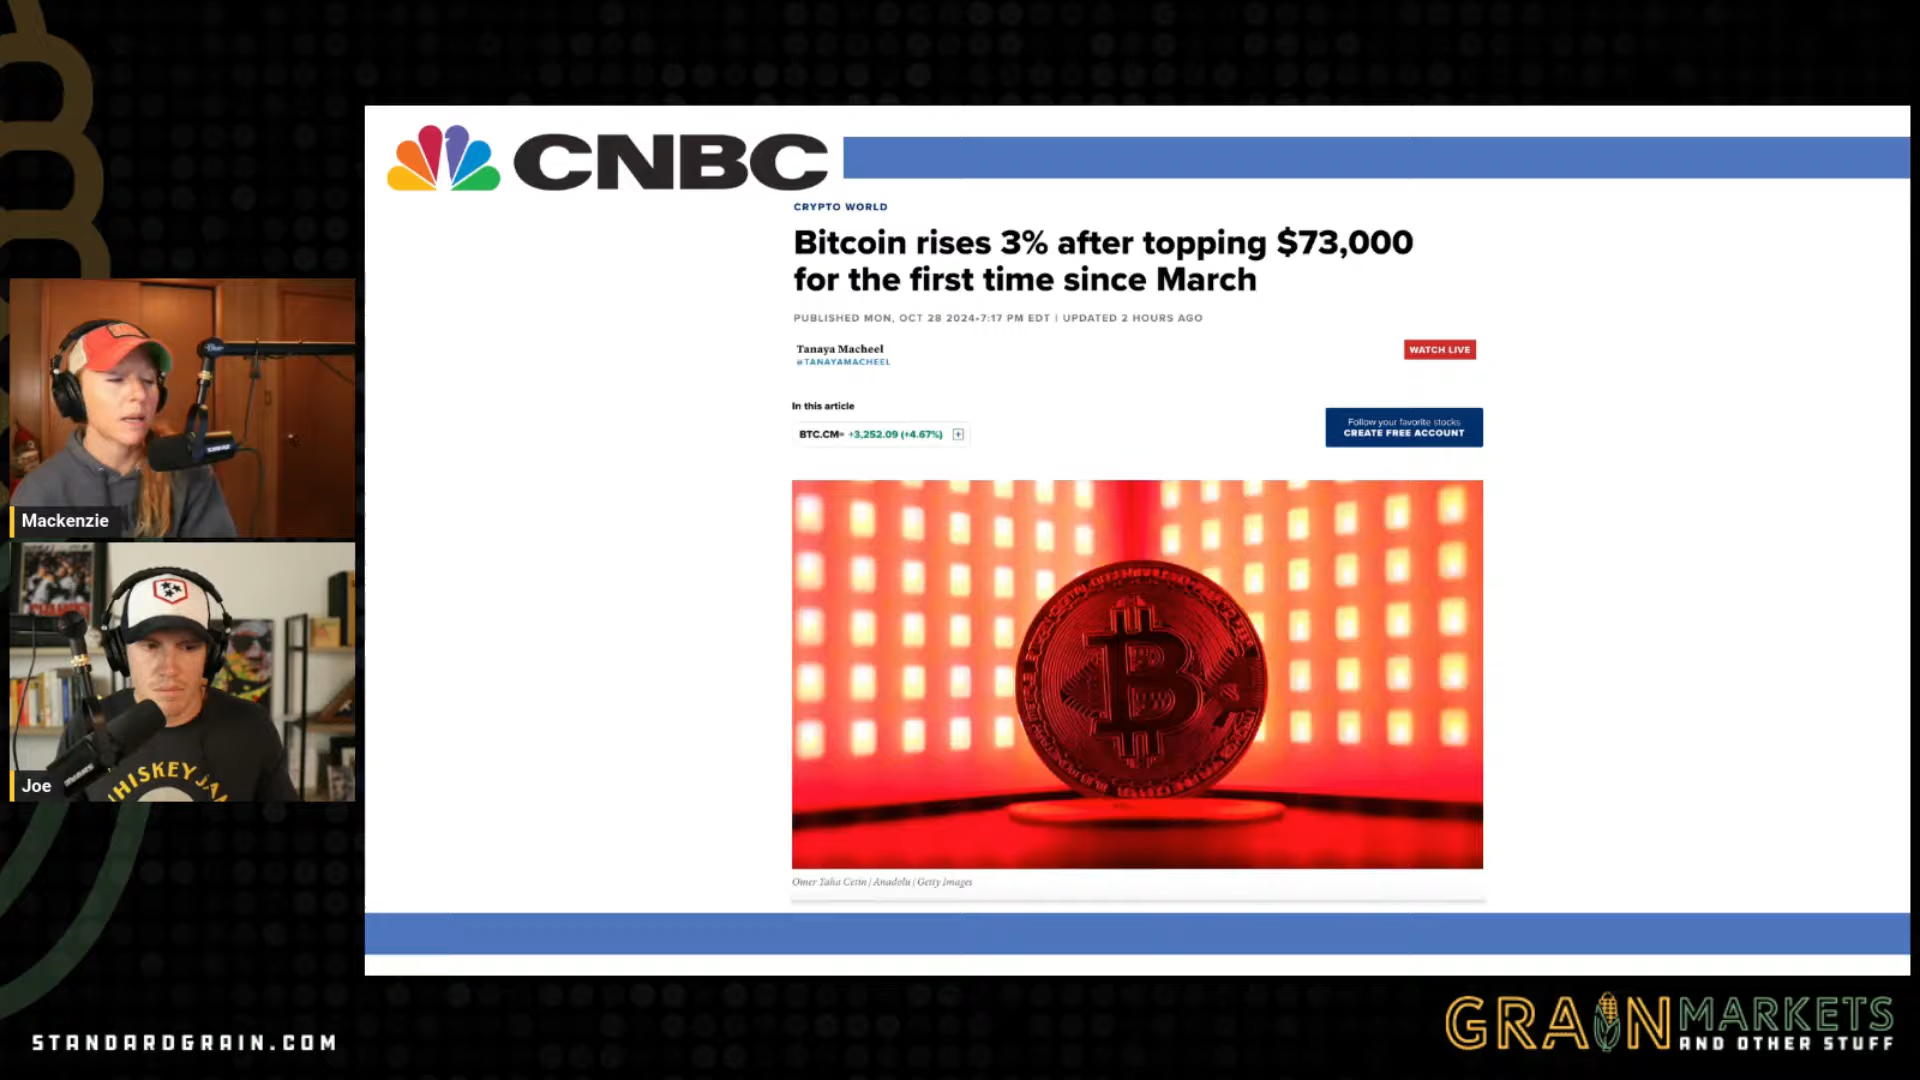 CNBC
CRYPTO WORLD
Bitcoin rises 3% after topping $73,000
for the first time since March
PUBLISHED MON, OCT 28 2024•7:17 PM EDT | UPDATED 2 HOURS AGO
Tanaya Macheel
@TANAYAMACHEEL
WATCH LIVE
In this article
BTC.CM= +3,252.09 (+4.67%)
Follow your favorite stocks
CREATE FREE ACCOUNT
Omer Taha Cetin | Anadolu | Getty Images
Mackenzie
Joe
STANDARDGRAIN.COM
GRAIN MARKETS
AND OTHER STUFF